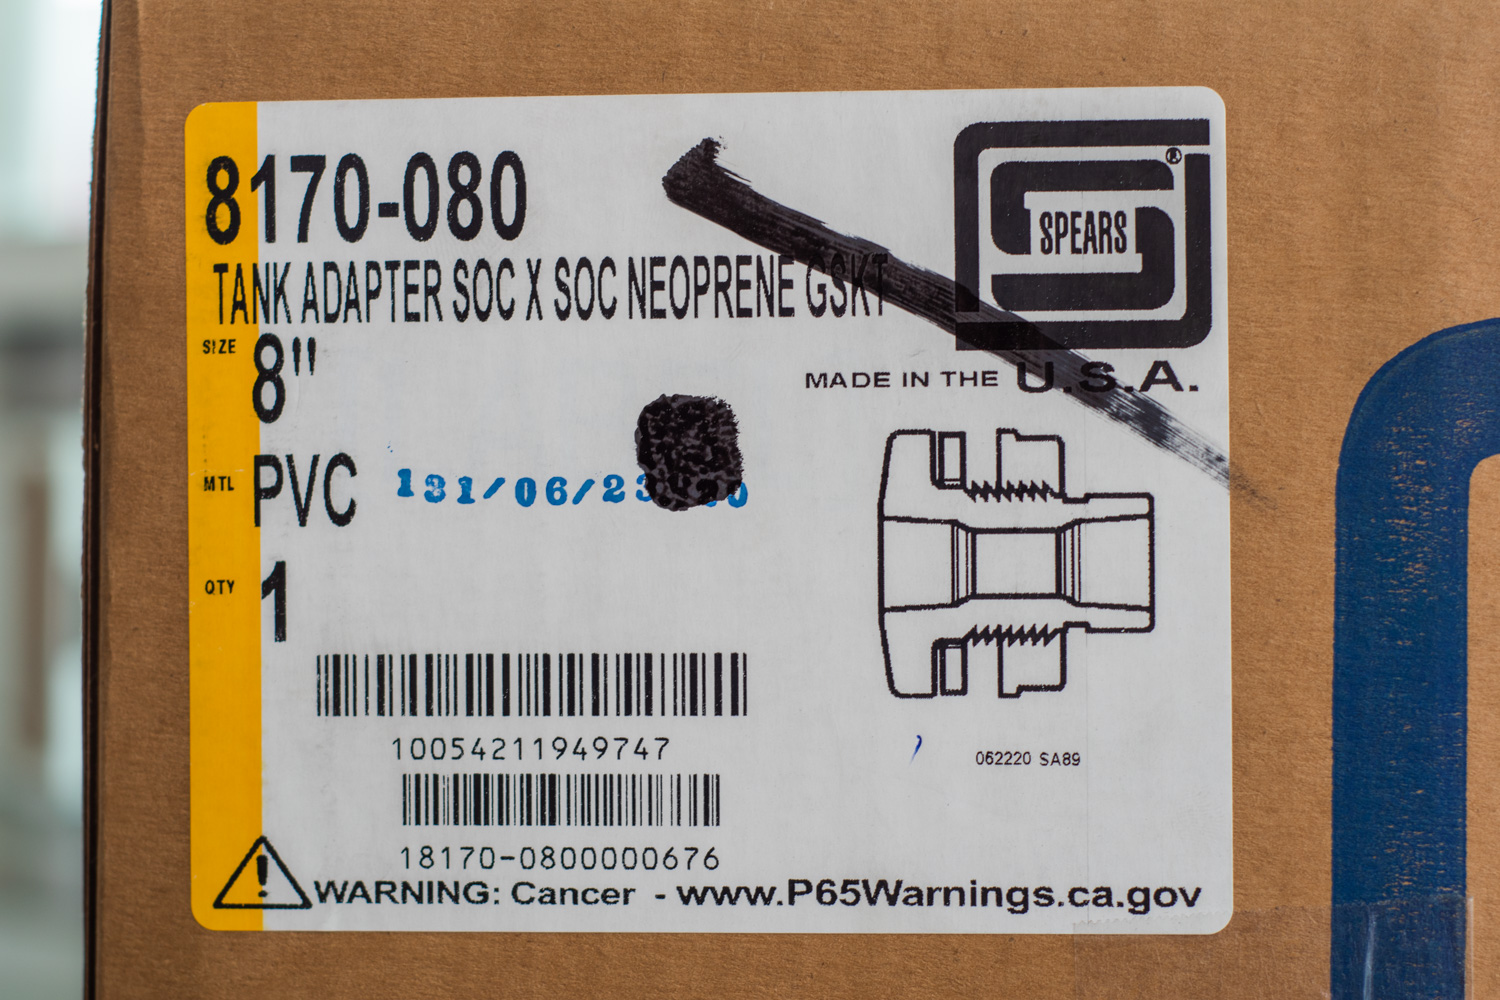 8170-080
TANK ADAPTER SOC X SOC NEOPRENE GSKT
®
SPEARS
MADE IN THE U.S.A.
SIZE 8"
MTL PVC
QTY 1
10054211949747
062220 SA89
18170-0800000676
WARNING: Cancer - www.P65Warnings.ca.gov